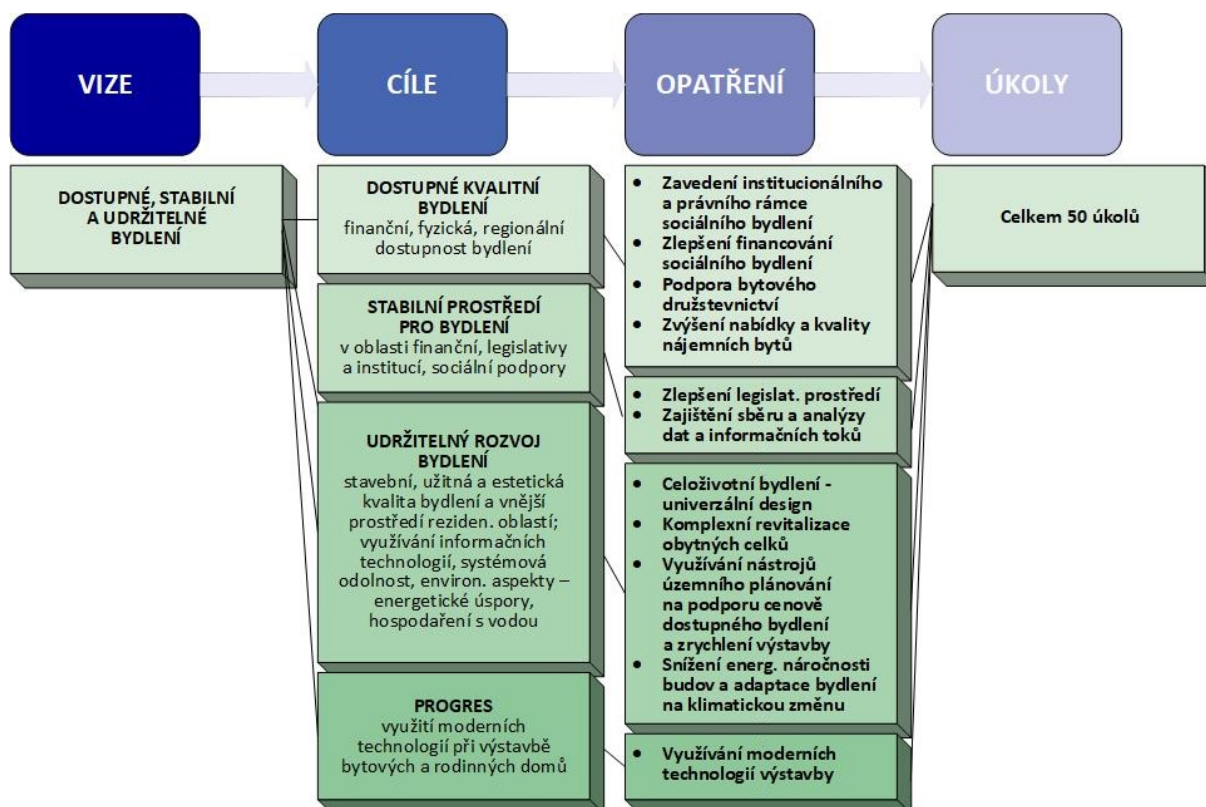 VIZE
CÍLE
OPATŘENÍ
ÚKOLY
DOSTUPNÉ, STABILNÍ
A UDRŽITELNÉ
BYDLENÍ
DOSTUPNÉ KVALITNÍ
BYDLENÍ
finanční, fyzická, regionální
dostupnost bydlení
STABILNÍ PROSTŘEDÍ
PRO BYDLENÍ
v oblasti finanční, legislativy
a institucí, sociální podpory
UDRŽITELNÝ ROZVOJ
BYDLENÍ
stavební, užitná a estetická
kvalita bydlení a vnější
prostředí reziden. oblastí;
využívání informačních
technologií, systémová
odolnost, environ. aspekty –
energetické úspory,
hospodaření s vodou
PROGRES
využití moderních
technologií při výstavbě
bytových a rodinných domů
• Zavedení institucionálního
a právního rámce
sociálního bydlení
• Zlepšení financování
sociálního bydlení
• Podpora bytového
družstevnictví
• Zvýšení nabídky a kvality
nájemních bytů
• Zlepšení legislat. prostředí
• Zajištění sběru a analýzy
dat a informačních toků
• Celoživotní bydlení -
univerzální design
• Komplexní revitalizace
obytných celků
• Využívání nástrojů
územního plánování
na podporu cenově
dostupného bydlení
a zrychlení výstavby
• Snížení energ. náročnosti
budov a adaptace bydlení
na klimatickou změnu
• Využívání moderních
technologií výstavby
Celkem 50 úkolů